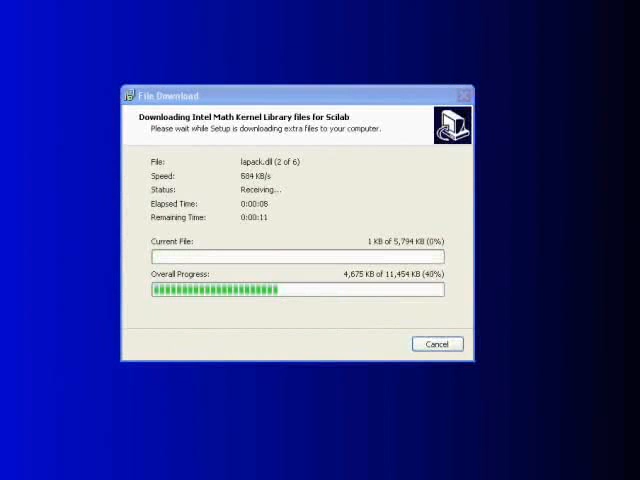 File Download
Downloading Intel Math Kernel Library files for Scilab
Please wait while Setup is downloading extra files to your computer.
File: lapack.dll (2 of 6)
Speed: 584 KB/s
Status: Receiving...
Elapsed Time: 0:00:08
Remaining Time: 0:00:11
Current File: 1 KB of 5,794 KB (0%)
Overall Progress: 4,675 KB of 11,454 KB (40%)
Cancel